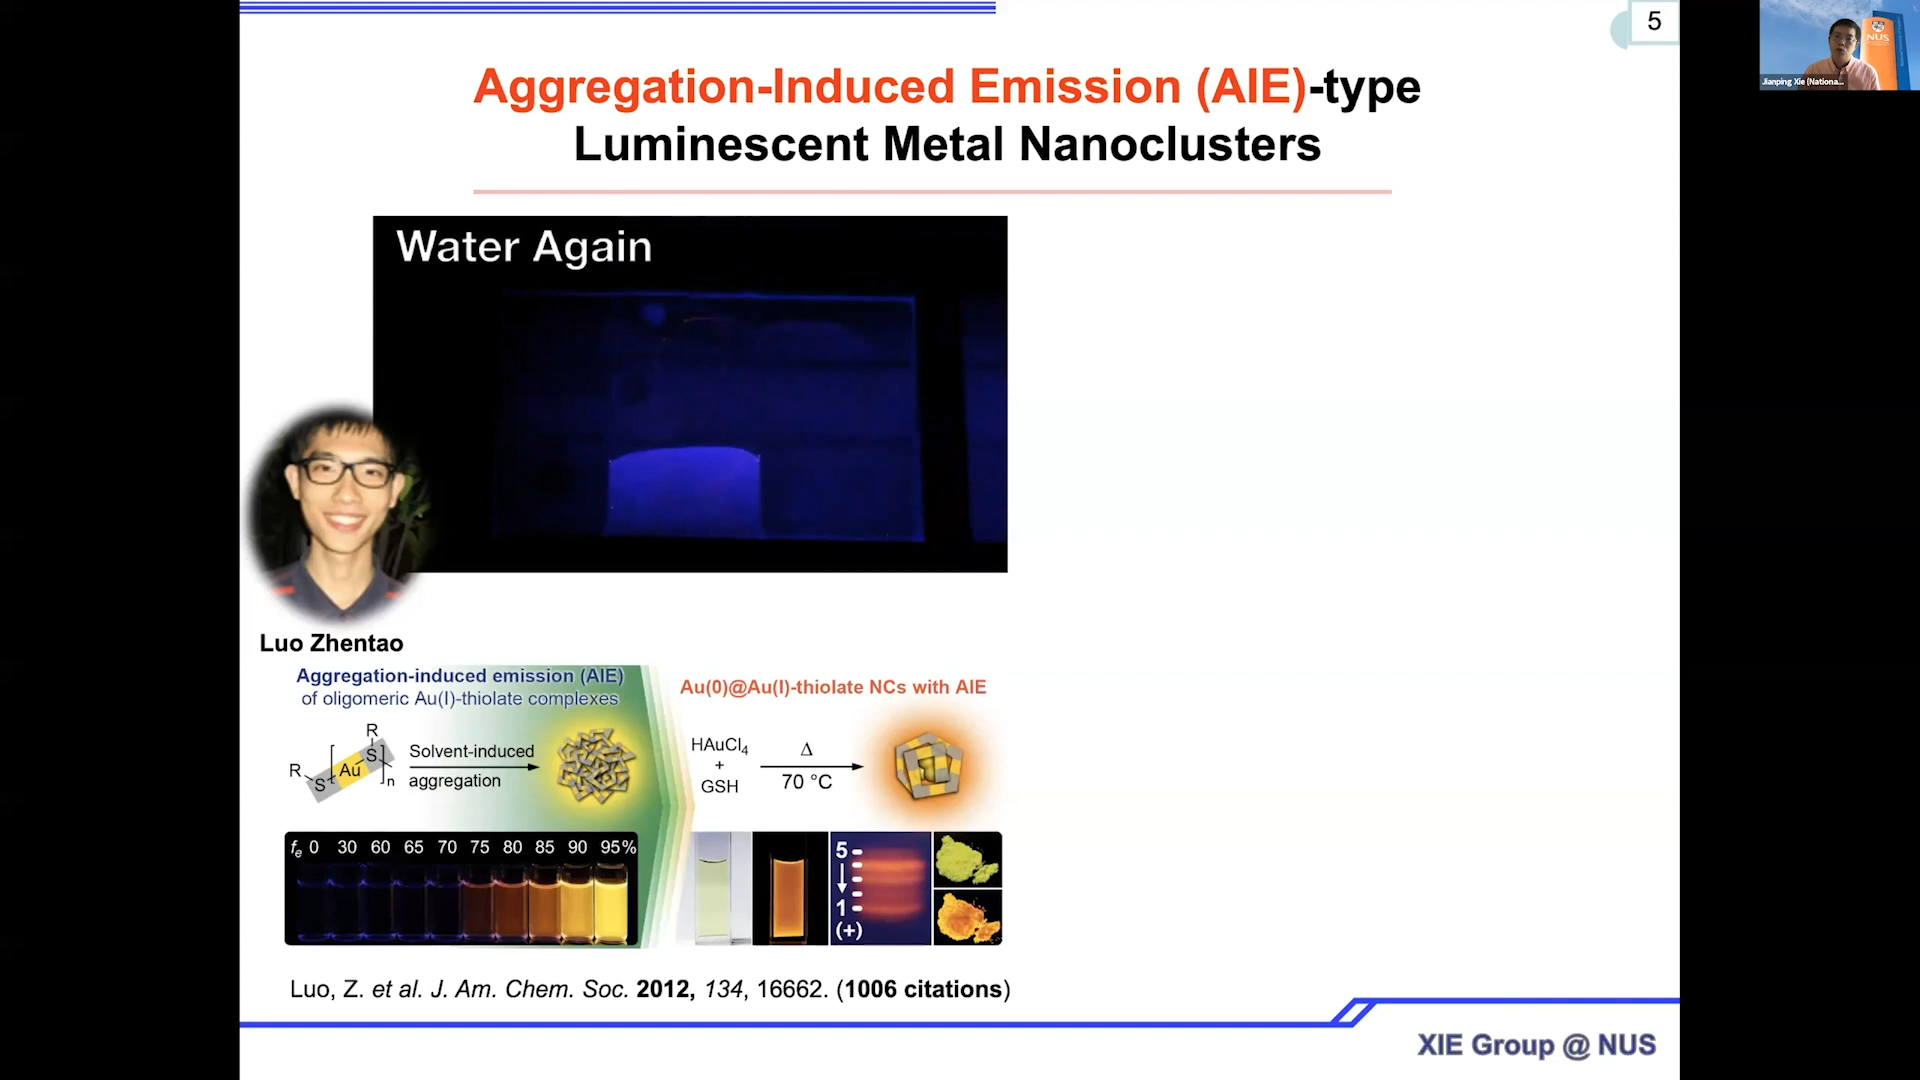 5
NUS
Jianping Xie (Nationa...
Aggregation-Induced Emission (AIE)-type
Luminescent Metal Nanoclusters
Water Again
Luo Zhentao
Aggregation-induced emission (AIE)
of oligomeric Au(I)-thiolate complexes
R
S
Au
S
R
n
Solvent-induced
aggregation
fe 0 30 60 65 70 75 80 85 90 95%
Au(0)@Au(I)-thiolate NCs with AIE
HAuCl4
+
GSH
Δ
70 °C
5
1
(+)
Luo, Z. et al. J. Am. Chem. Soc. 2012, 134, 16662. (1006 citations)
XIE Group @ NUS